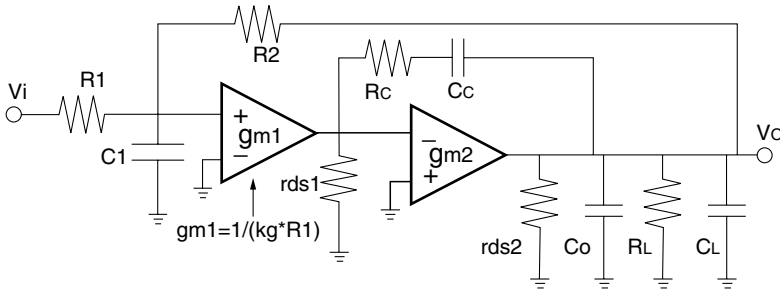 R2
R1
Vi
Rc
Cc
C1
+
gm1
−
−
gm2
+
Vo
rds1
gm1=1/(kg*R1)
rds2
Co
RL
CL